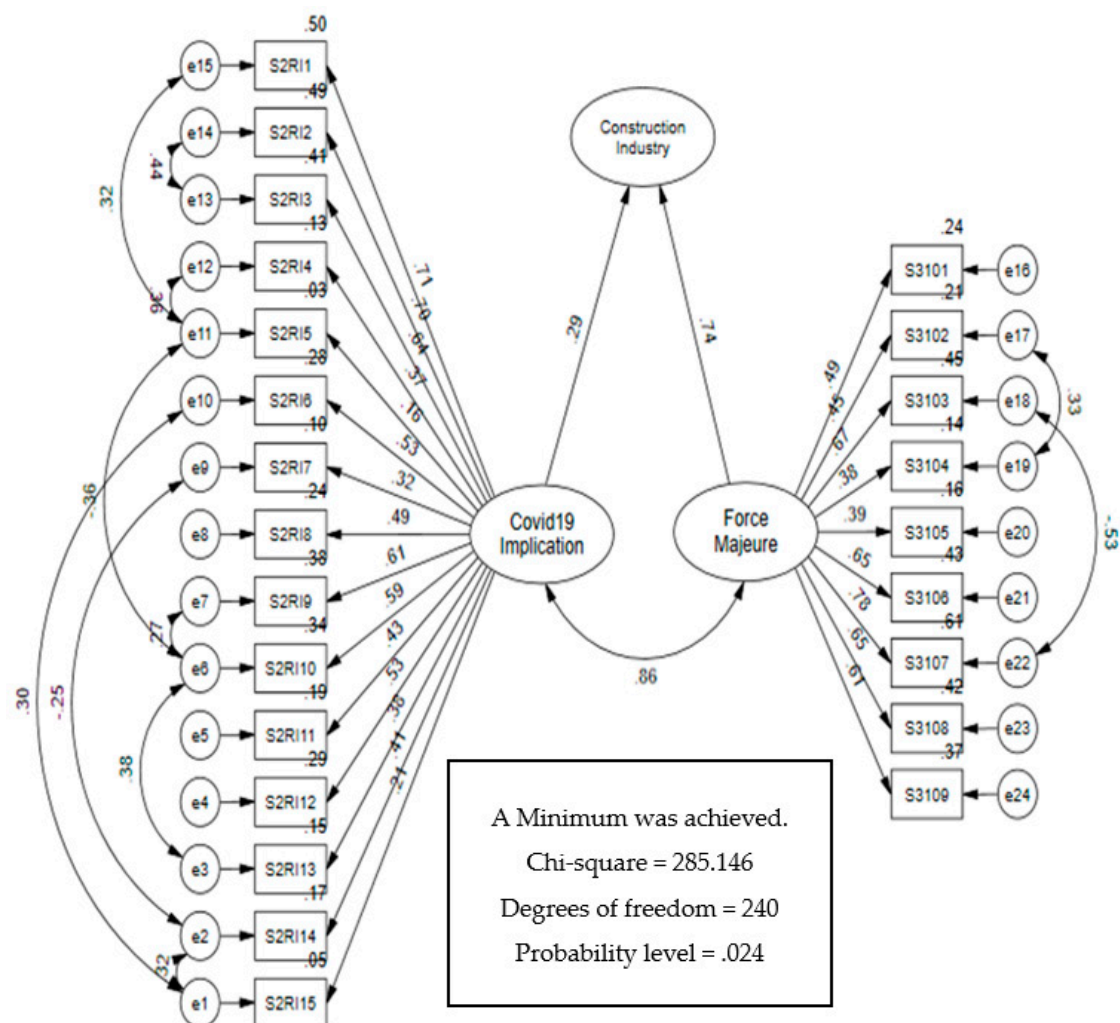 .50
e15
S2RI1
.49
e14
S2RI2
.41
.44
e13
S2RI3
.13
.32
e12
S2RI4
.03
.36
e11
S2RI5
.28
e10
S2RI6
.10
e9
S2RI7
.24
-.36
e8
S2RI8
.38
e7
S2RI9
.34
.27
e6
S2RI10
.19
.30
-.25
e5
S2RI11
.29
.38
e4
S2RI12
.15
e3
S2RI13
.17
e2
S2RI14
.05
.32
e1
S2RI15
.71
.70
.64
.37
.16
.53
.32
.49
.61
.59
.43
.53
.38
.41
.21
Construction
Industry
.29
.74
Covid19
Implication
Force
Majeure
.86
.49
.45
.67
.38
.39
.65
.78
.65
.61
.24
S3101
e16
.21
S3102
e17
.45
.33
S3103
e18
.14
S3104
e19
.16
S3105
e20
-.53
.43
S3106
e21
.61
S3107
e22
.42
S3108
e23
.37
S3109
e24
A Minimum was achieved.
Chi-square = 285.146
Degrees of freedom = 240
Probability level = .024